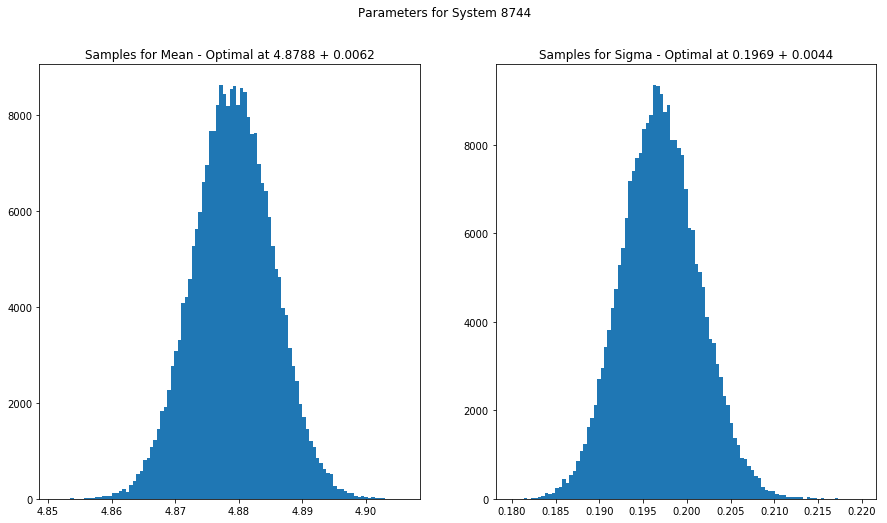 Parameters for System 8744
Samples for Mean - Optimal at 4.8788 + 0.0062
Samples for Sigma - Optimal at 0.1969 + 0.0044
8000
6000
4000
2000
0
4.85 4.86 4.87 4.88 4.89 4.90
8000
6000
4000
2000
0
0.180 0.185 0.190 0.195 0.200 0.205 0.210 0.215 0.220